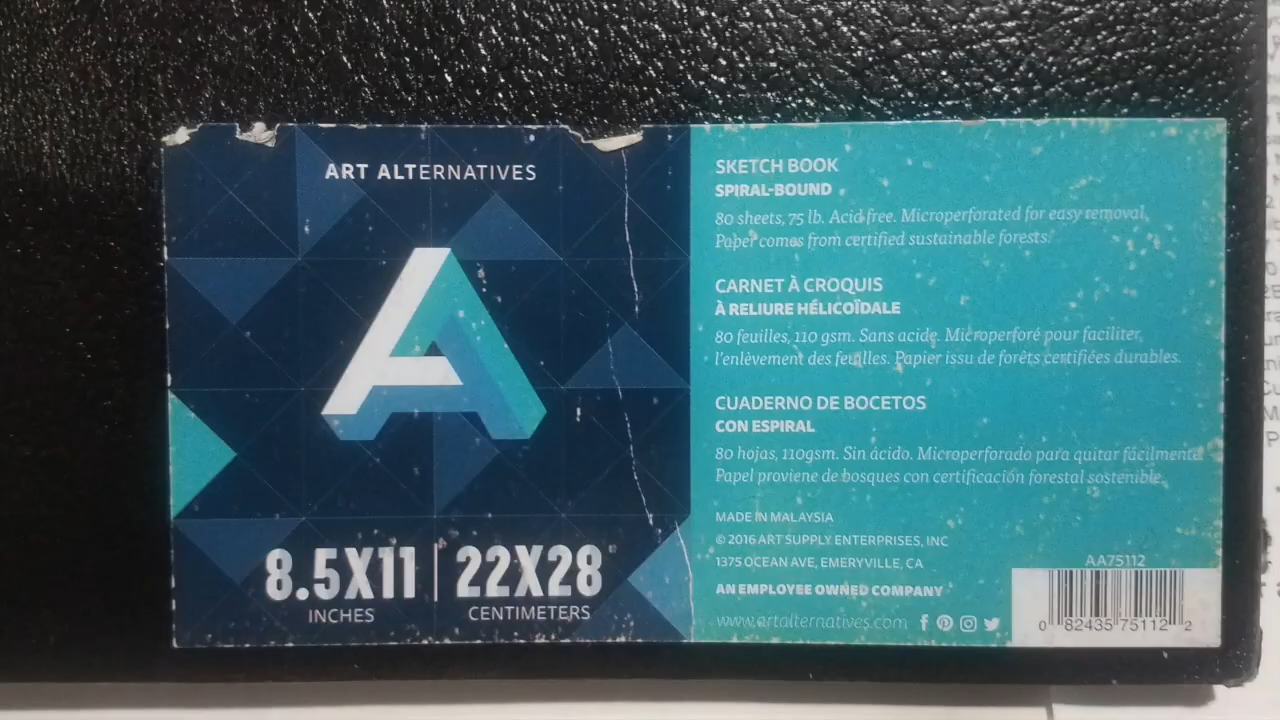 ART ALTERNATIVES
8.5X11 | 22X28
INCHES CENTIMETERS
SKETCH BOOK
SPIRAL-BOUND
80 sheets, 75 lb. Acid free. Microperforated for easy removal,
Paper comes from certified sustainable forests.
CARNET À CROQUIS
À RELIURE HÉLICOÏDALE
80 feuilles, 110 gsm. Sans acide. Microperforé pour faciliter,
l'enlèvement des feuilles. Papier issu de forêts certifiées durables.
CUADERNO DE BOCETOS
CON ESPIRAL
80 hojas, 110gsm. Sin ácido. Microperforado para quitar fácilmente.
Papel proviene de bosques con certificación forestal sostenible.
MADE IN MALAYSIA
© 2016 ART SUPPLY ENTERPRISES, INC
1375 OCEAN AVE, EMERYVILLE, CA
AN EMPLOYEE OWNED COMPANY
www.artalternatives.com
AA75112
0 82435 75112 2